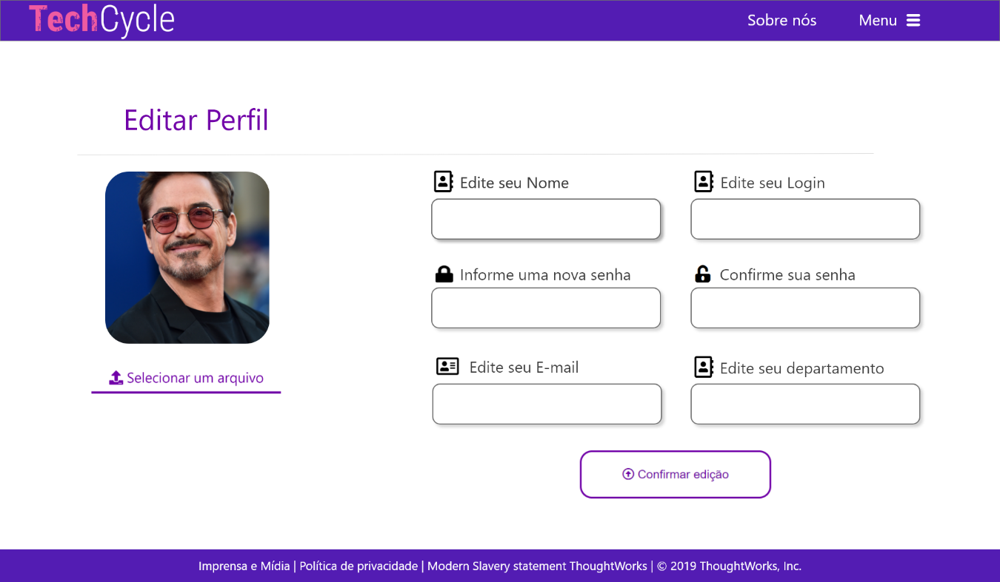 TechCycle
Sobre nós
Menu
Editar Perfil
Edite seu Nome
Edite seu Login
Informe uma nova senha
Confirme sua senha
Edite seu E-mail
Edite seu departamento
Selecionar um arquivo
Confirmar edição
Imprensa e Mídia | Política de privacidade | Modern Slavery statement ThoughtWorks | © 2019 ThoughtWorks, Inc.